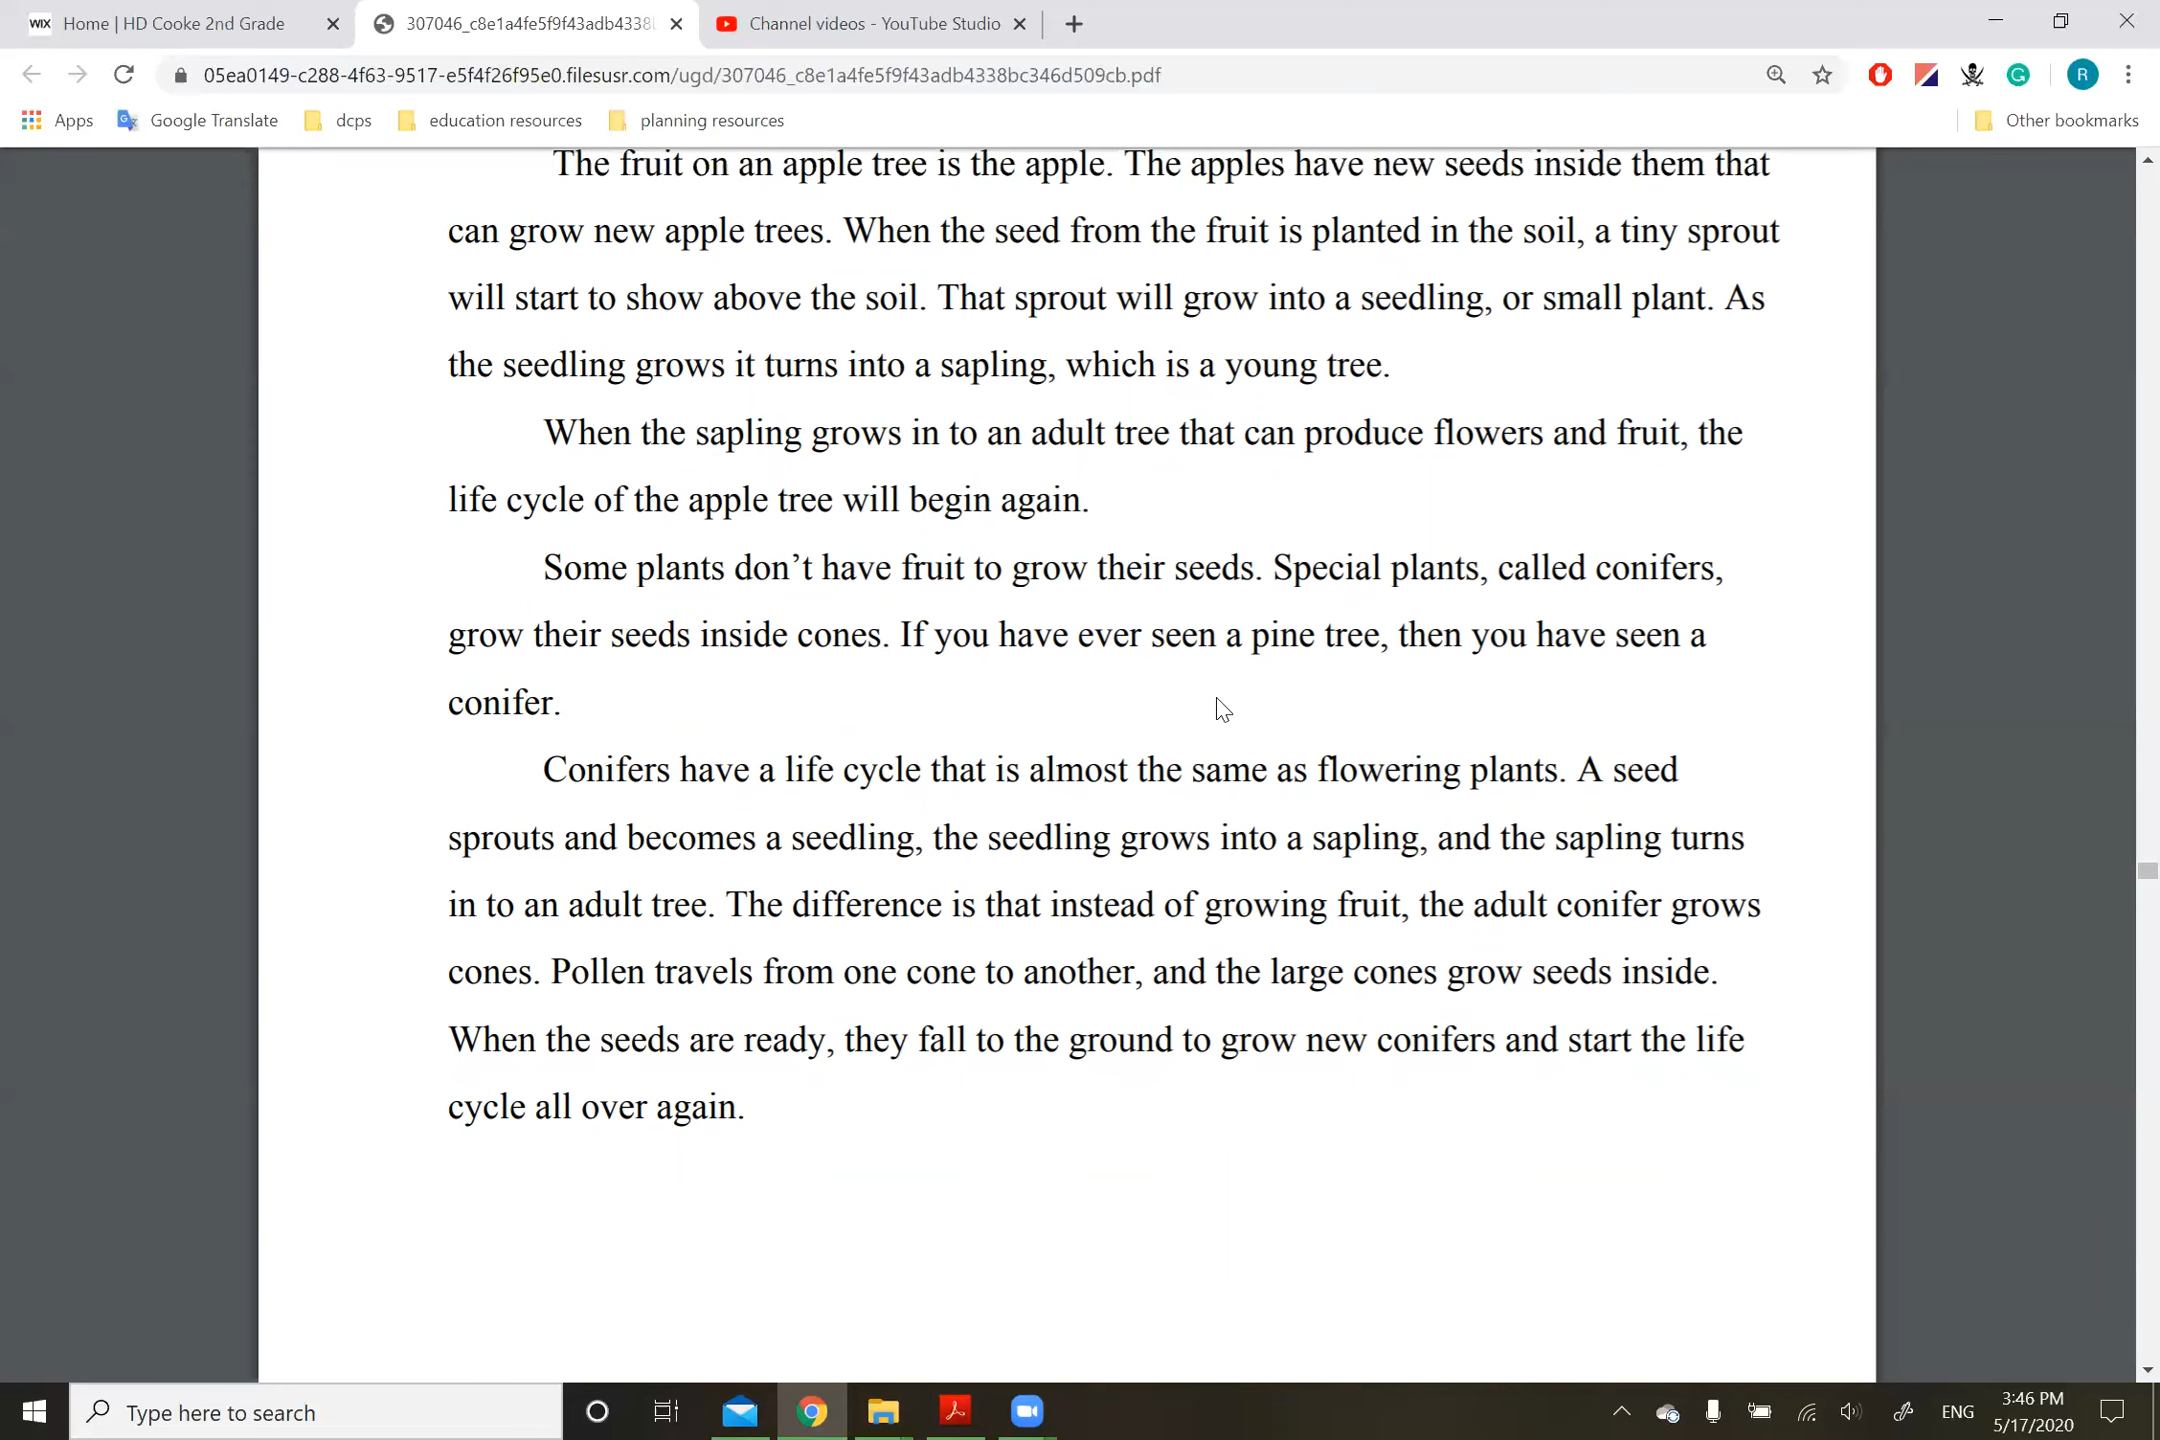 Home | HD Cooke 2nd Grade
307046_c8e1a4fe5f9f43adb4338b
Channel videos - YouTube Studio
05ea0149-c288-4f63-9517-e5f4f26f95e0.filesusr.com/ugd/307046_c8e1a4fe5f9f43adb4338bc346d509cb.pdf
R
Apps
Google Translate
dcps
education resources
planning resources
Other bookmarks
The fruit on an apple tree is the apple. The apples have new seeds inside them that
can grow new apple trees. When the seed from the fruit is planted in the soil, a tiny sprout
will start to show above the soil. That sprout will grow into a seedling, or small plant. As
the seedling grows it turns into a sapling, which is a young tree.
When the sapling grows in to an adult tree that can produce flowers and fruit, the
life cycle of the apple tree will begin again.
Some plants don’t have fruit to grow their seeds. Special plants, called conifers,
grow their seeds inside cones. If you have ever seen a pine tree, then you have seen a
conifer.
Conifers have a life cycle that is almost the same as flowering plants. A seed
sprouts and becomes a seedling, the seedling grows into a sapling, and the sapling turns
in to an adult tree. The difference is that instead of growing fruit, the adult conifer grows
cones. Pollen travels from one cone to another, and the large cones grow seeds inside.
When the seeds are ready, they fall to the ground to grow new conifers and start the life
cycle all over again.
Type here to search
ENG
3:46 PM
5/17/2020